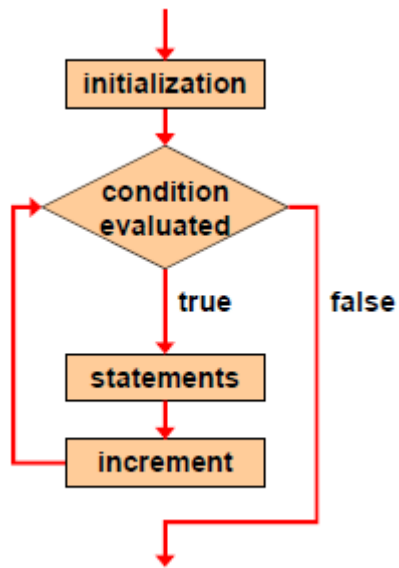 initialization
condition
evaluated
true
false
statements
increment